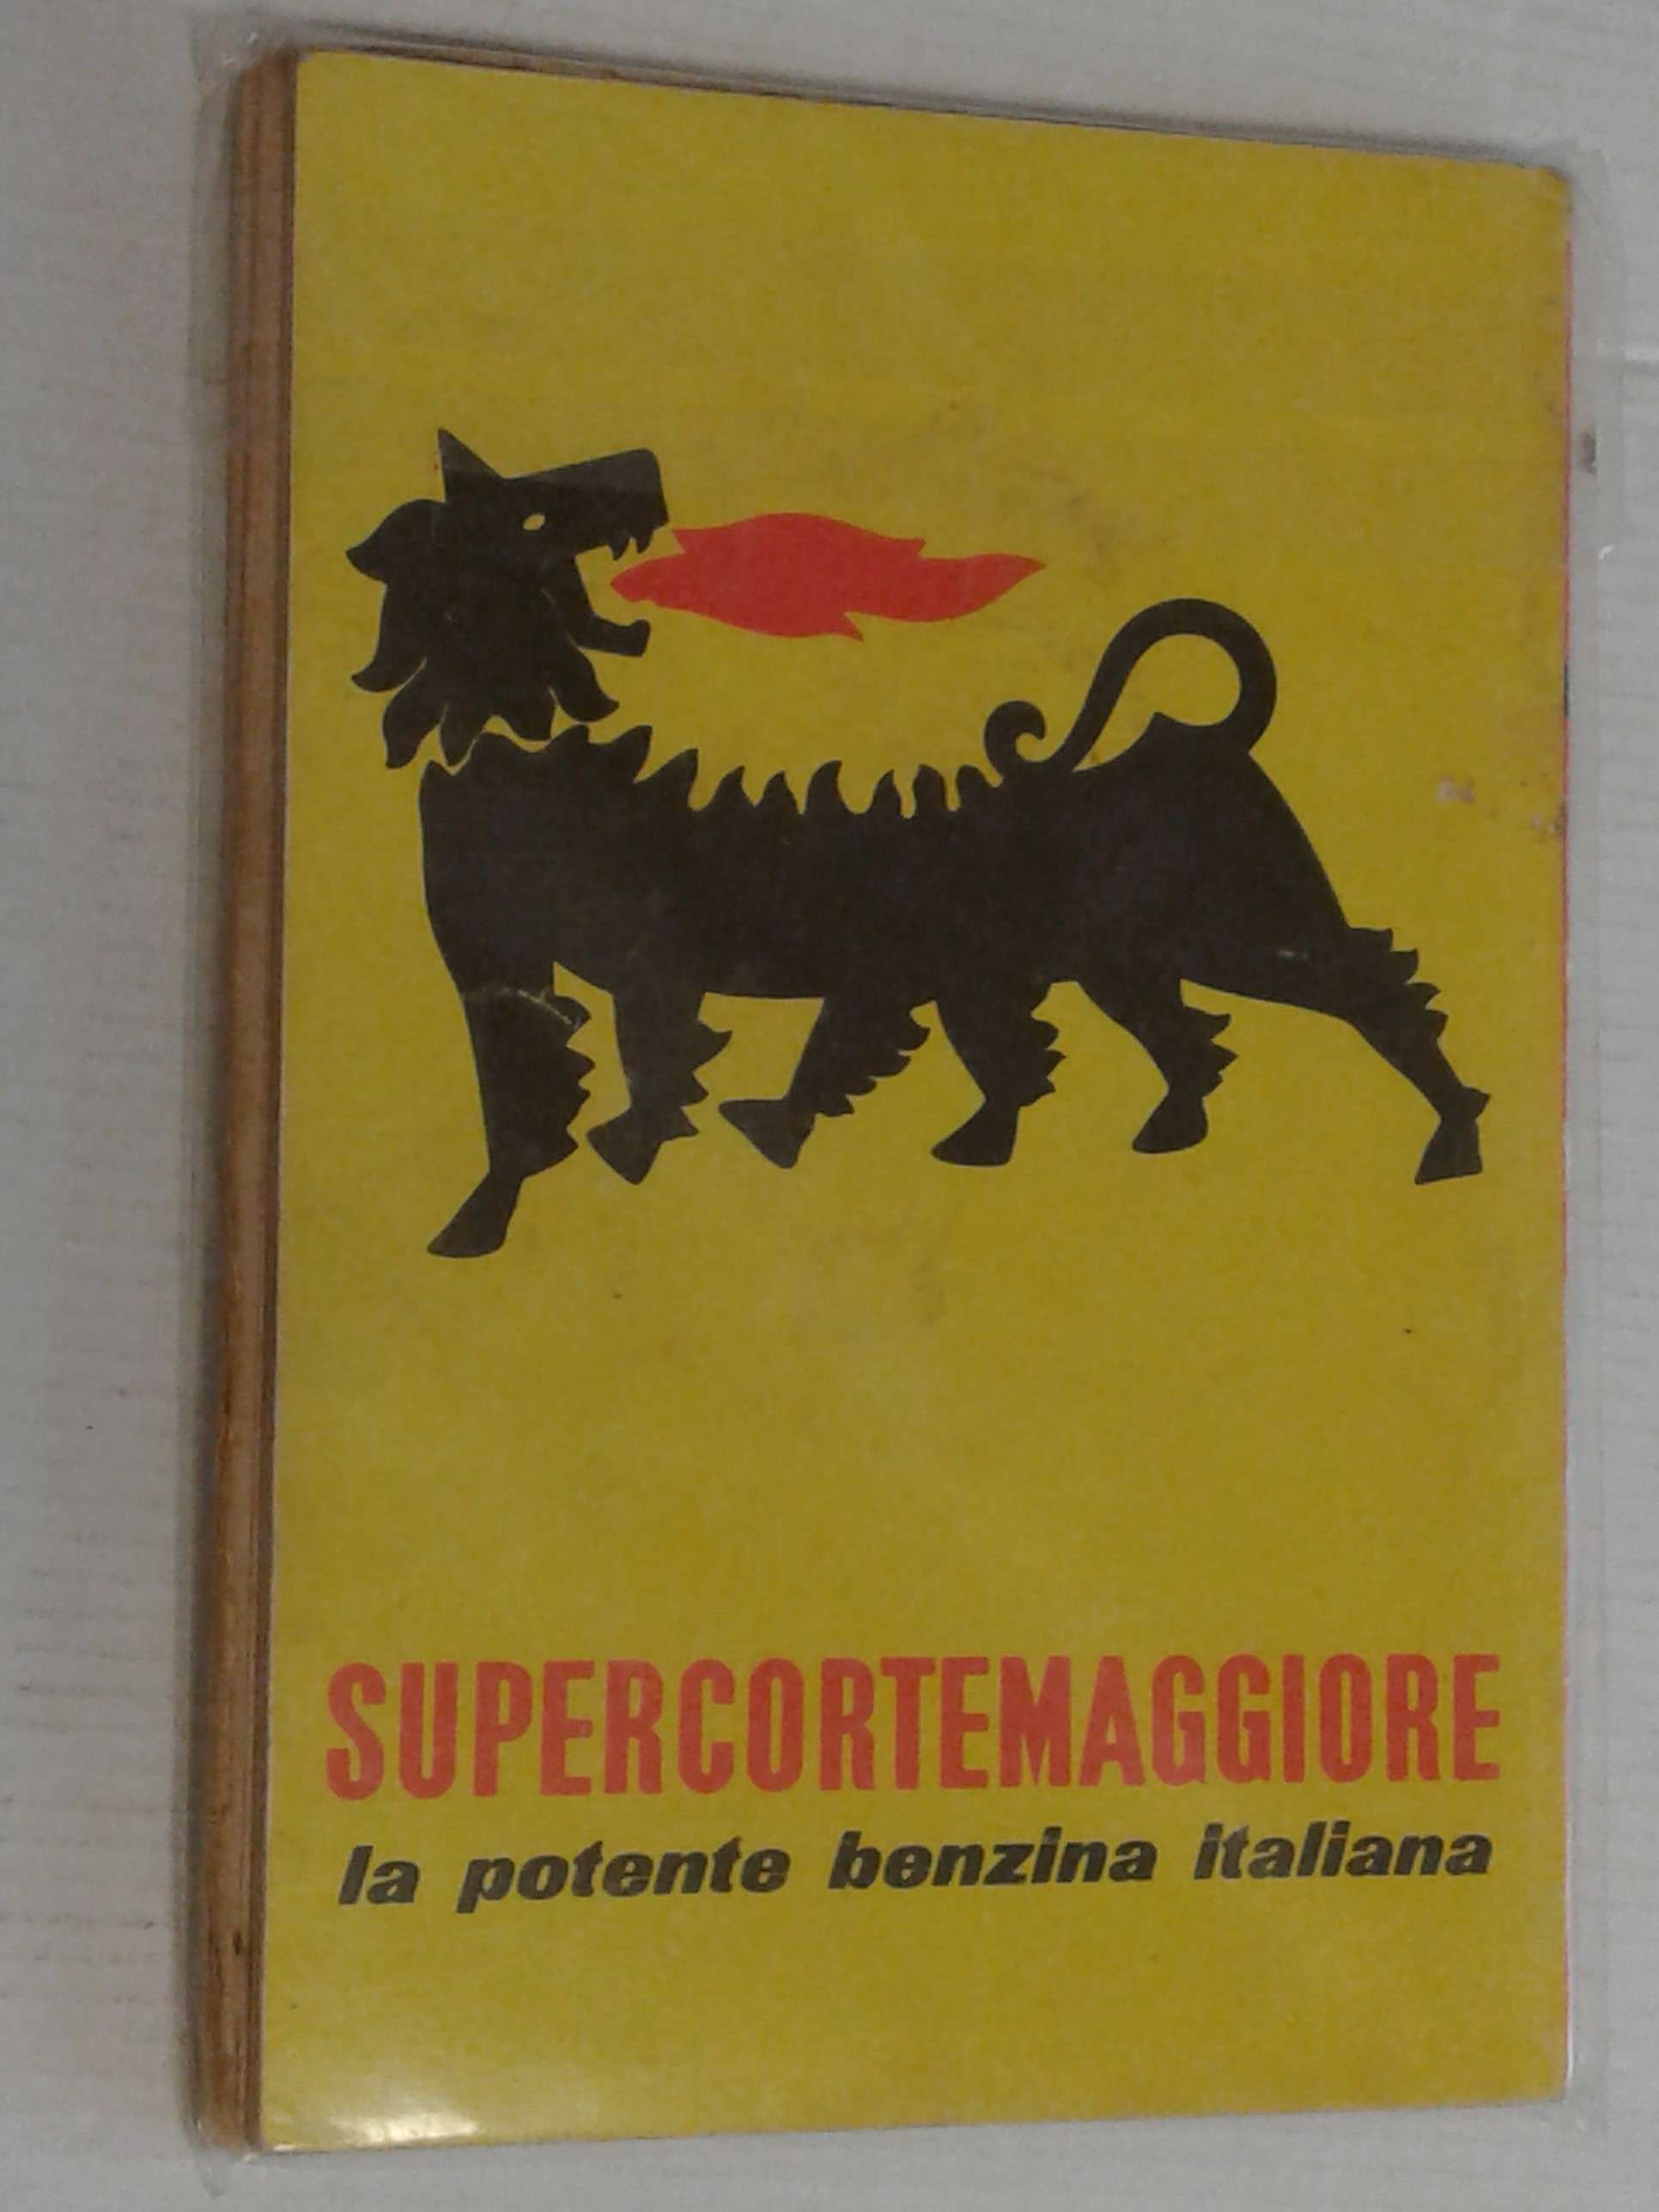 SUPERCORTEMAGGIORE
la potente benzina italiana